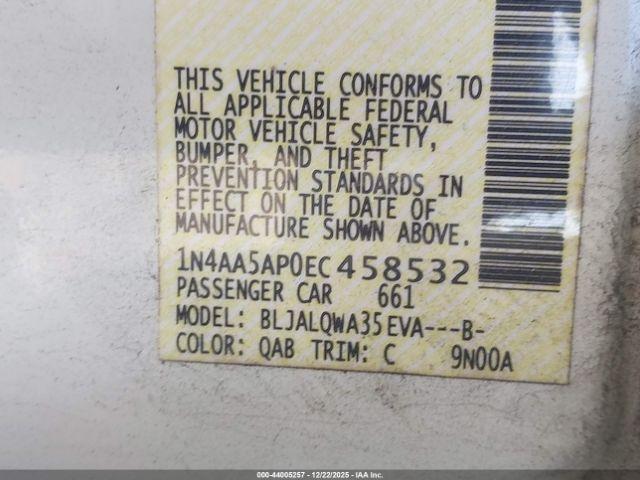 THIS VEHICLE CONFORMS TO
ALL APPLICABLE FEDERAL
MOTOR VEHICLE SAFETY,
BUMPER, AND THEFT
PREVENTION STANDARDS IN
EFFECT ON THE DATE OF
MANUFACTURE SHOWN ABOVE.
1N4AA5AP0EC458532
PASSENGER CAR 661
MODEL: BLJALQWA35EVA---B-
COLOR: QAB TRIM: C 9N00A
000-44005257 - 12/22/2025 - IAA Inc.